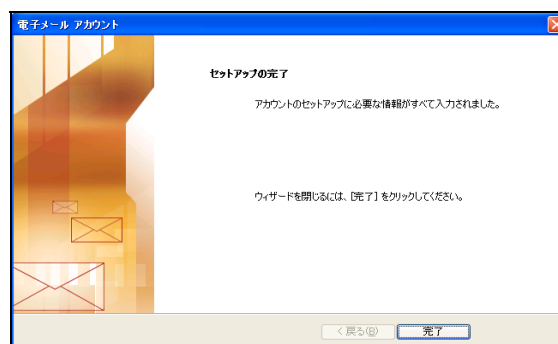 電子メール アカウント
セットアップの完了
アカウントのセットアップに必要な情報がすべて入力されました。
ウィザードを閉じるには、[完了] をクリックしてください。
< 戻る(B)
完了